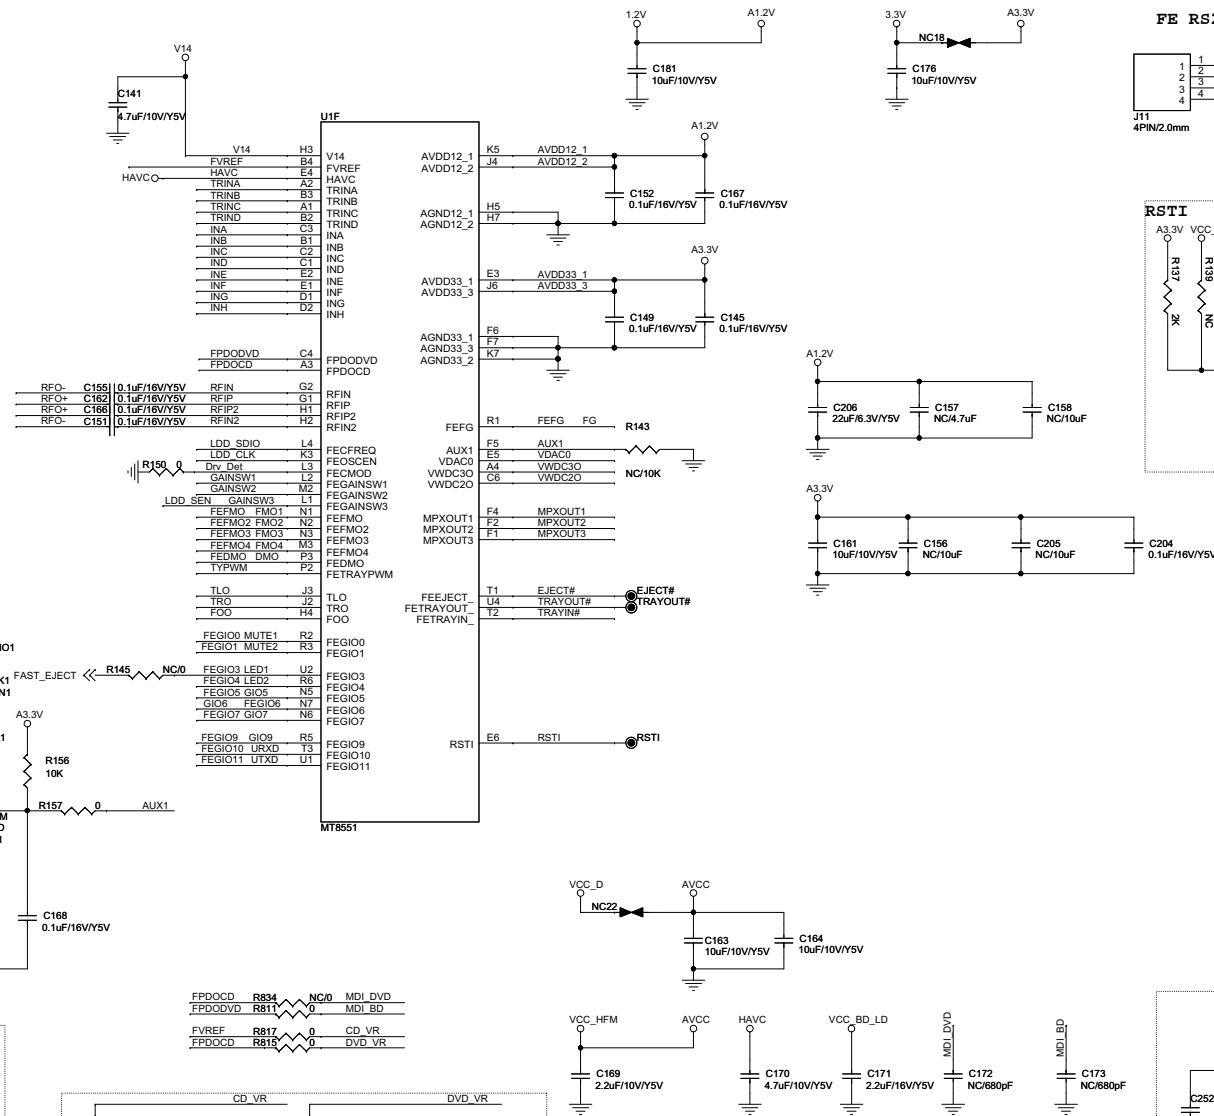 1.2V A1.2V 3.3V A3.3V
NC18
C181
10uF/10V/Y5V
C176
10uF/10V/Y5V
1 1
2 2
3 3
4 4
J11
4PIN/2.0mm
V14
C141
4.7uF/10V/Y5V
U1F
V14 H3 V14
FVREF B4 FVREF
HAVC HAVC E4 HAVC
TRINA A2 TRINA
TRINB B3 TRINB
TRINC A1 TRINC
TRIND B2 TRIND
INA C3 INA
INB B1 INB
INC C2 INC
IND C1 IND
INE E2 INE
INF E1 INF
ING D1 ING
INH D2 INH
FPDODVD C4 FPDODVD
FPDOCD A3 FPDOCD
RFO- C155 0.1uF/16V/Y5V RFIN G2 RFIN
RFO+ C162 0.1uF/16V/Y5V RFIP G1 RFIP
RFO+ C166 0.1uF/16V/Y5V RFIP2 H1 RFIP2
RFO- C151 0.1uF/16V/Y5V RFIN2 H2 RFIN2
LDD_SDIO L4 FECFREQ
LDD_CLK K3 FEOSCEN
R150 0 Drv_Det L3 FECMOD
GAINSW1 L2 FEGAINSW1
GAINSW2 M2 FEGAINSW2
LDD_SEN GAINSW3 L1 FEGAINSW3
FEFMO FMO1 N1 FEFMO
FEFMO2 FMO2 N2 FEFMO2
FEFMO3 FMO3 N3 FEFMO3
FEFMO4 FMO4 M3 FEFMO4
FEDMO DMO P3 FEDMO
TYPWM P2 FETRAYPWM
TLO J3 TLO
TRO J2 TRO
FOO H4 FOO
FEGIO0 MUTE1 R2 FEGIO0
FEGIO1 MUTE2 R3 FEGIO1
FAST_EJECT R145 NC/0 FEGIO3 LED1 U2 FEGIO3
FEGIO4 LED2 R6 FEGIO4
FEGIO5 GIO5 N5 FEGIO5
GIO6 FEGIO6 N7 FEGIO6
FEGIO7 GIO7 N6 FEGIO7
FEGIO9 GIO9 R5 FEGIO9
FEGIO10 URXD T3 FEGIO10
FEGIO11 UTXD U1 FEGIO11
MT8551
A1.2V
AVDD12_1 K5 AVDD12_1
AVDD12_2 J4 AVDD12_2
C152
0.1uF/16V/Y5V
C167
0.1uF/16V/Y5V
AGND12_1 H5
AGND12_2 H7
A3.3V
AVDD33_1 E3 AVDD33_1
AVDD33_3 J6 AVDD33_3
C149
0.1uF/16V/Y5V
C145
0.1uF/16V/Y5V
AGND33_1 F6
AGND33_3 F7
AGND33_2 K7
FEFG R1 FEFG FG R143
AUX1 F5 AUX1
VDAC0 E5 VDAC0
NC/10K
VWDC3O A4 VWDC3O
VWDC2O C6 VWDC2O
MPXOUT1 F4 MPXOUT1
MPXOUT2 F2 MPXOUT2
MPXOUT3 F1 MPXOUT3
FEEJECT_ T1 EJECT# EJECT#
FETRAYOUT_ U4 TRAYOUT# TRAYOUT#
FETRAYIN_ T2 TRAYIN#
RSTI E6 RSTI RSTI
RSTI
A3.3V
R137 2K
R139 NC
A1.2V
C206
22uF/6.3V/Y5V
C157
NC/4.7uF
C158
NC/10uF
A3.3V
C161
10uF/10V/Y5V
C156
NC/10uF
C205
NC/10uF
C204
0.1uF/16V/Y5V
A3.3V
R156
10K
R157 0 AUX1
C168
0.1uF/16V/Y5V
VCC_D AVCC
NC22
C163
10uF/10V/Y5V
C164
10uF/10V/Y5V
FPDOCD R834 NC/0 MDI_DVD
FPDODVD R811 0 MDI_BD
FVREF R817 0 CD_VR
FPDOCD R815 0 DVD_VR
VCC_HFM AVCC HAVC VCC_BD_LD MDI_DVD MDI_BD
C169
2.2uF/10V/Y5V
C170
4.7uF/10V/Y5V
C171
2.2uF/16V/Y5V
C172
NC/680pF
C173
NC/680pF
C252
CD_VR DVD_VR